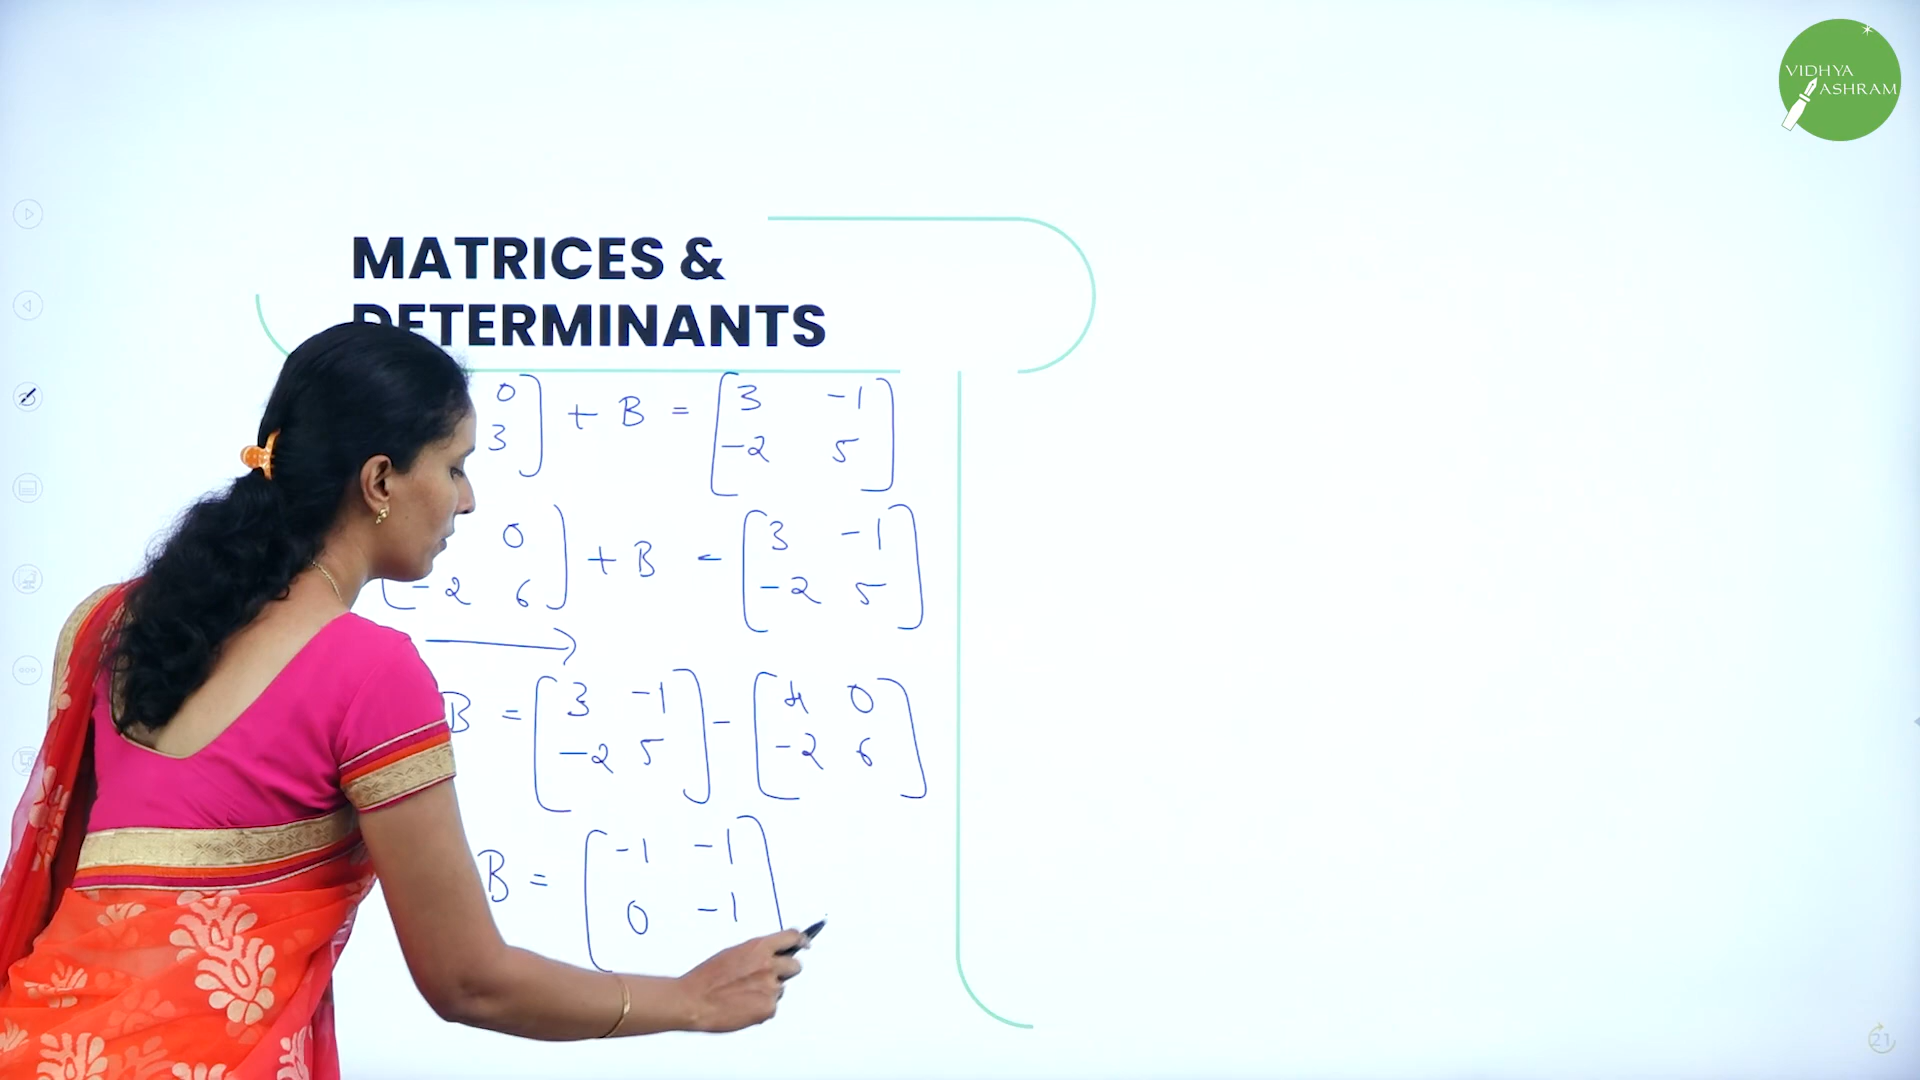 VIDHYA
ASHRAM
MATRICES &
DETERMINANTS
0 ] + B = [ 3 -1
3 -2 5 ]
0 ] + B = [ 3 -1
-2 6 -2 5 ]
B = [ 3 -1 ] - [ 4 0 ]
-2 5 -2 6
B = [ -1 -1 ]
0 -1
21